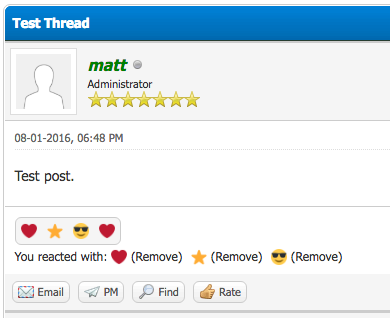 Test Thread
matt
Administrator
08-01-2016, 06:48 PM
Test post.
You reacted with: (Remove) (Remove) (Remove)
Email PM Find Rate